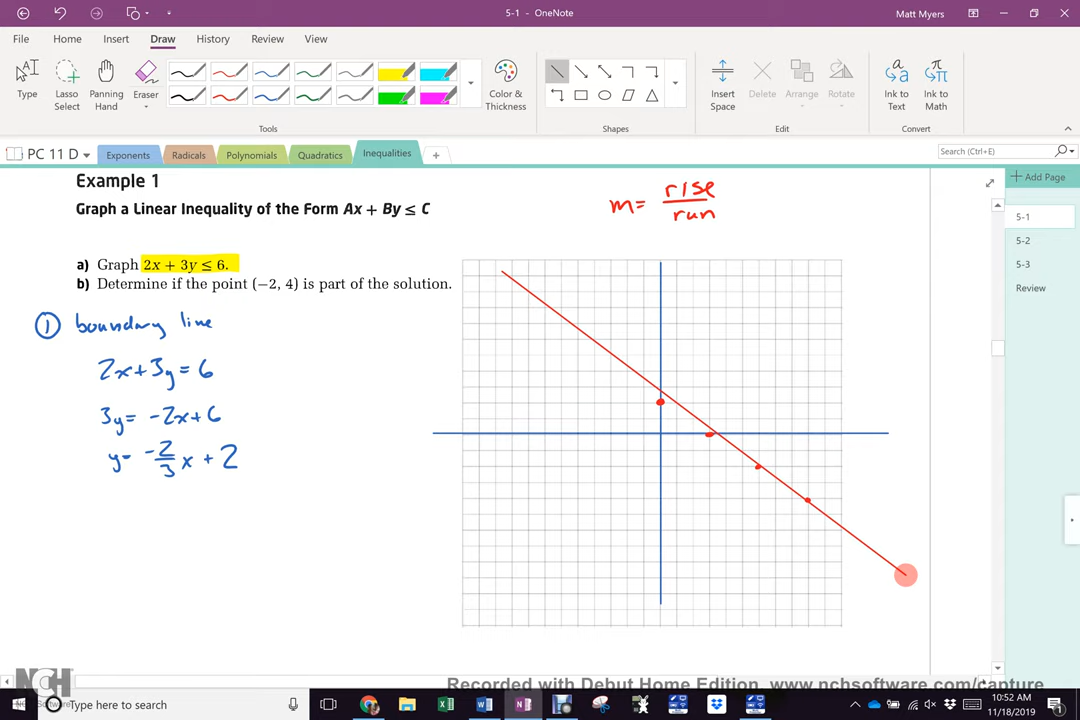 5-1 - OneNote
Matt Myers
File Home Insert Draw History Review View
Type
Lasso Select
Panning Hand
Eraser
Color & Thickness
Insert Space
Delete
Arrange
Rotate
Ink to Text
Ink to Math
Tools
Shapes
Edit
Convert
PC 11 D
Exponents Radicals Polynomials Quadratics Inequalities +
Search (Ctrl+E)
Add Page
5-1
5-2
5-3
Review
Example 1
Graph a Linear Inequality of the Form Ax + By ≤ C
m= rise/run
a) Graph 2x + 3y ≤ 6.
b) Determine if the point (−2, 4) is part of the solution.
① boundary line
2x+3y = 6
3y = -2x+6
y= -2/3 x + 2
NCH
Recorded with Debut Home Edition. www.nchsoftware.com/capture
Type here to search
10:52 AM
11/18/2019
1